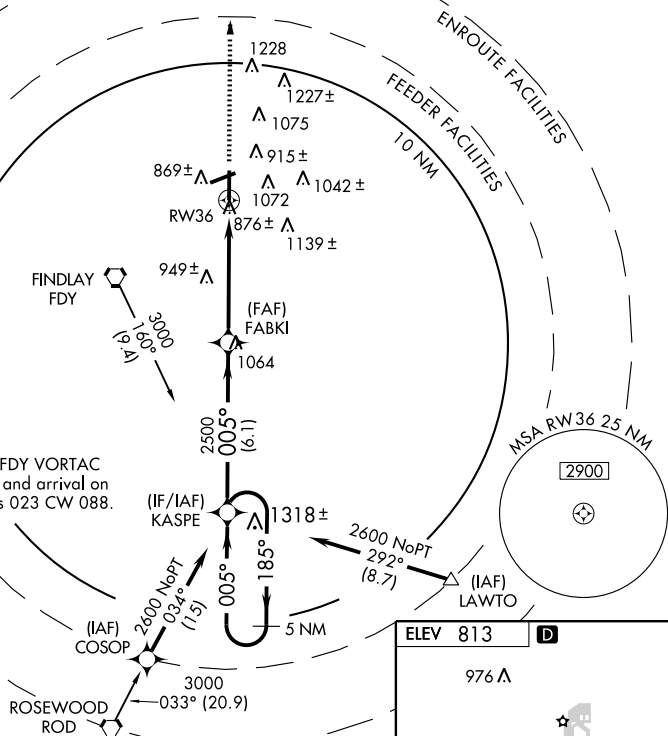 ENROUTE FACILITIES
FEEDER FACILITIES
10 NM
1228
1227±
1075
915±
869±
1042±
1072
RW36
876±
1139±
949±
FINDLAY
FDY
3000
160°
(9.4)
(FAF)
FABKI
1064
2500
005°
(6.1)
MSA RW36 25 NM
2900
FDY VORTAC
and arrival on
s 023 CW 088.
(IF/IAF)
KASPE
1318±
005°
185°
5 NM
2600 NoPT
292°
(8.7)
(IAF)
LAWTO
2600 NoPT
034°
(15)
(IAF)
COSOP
3000
033° (20.9)
ROSEWOOD
ROD
ELEV 813 D
976